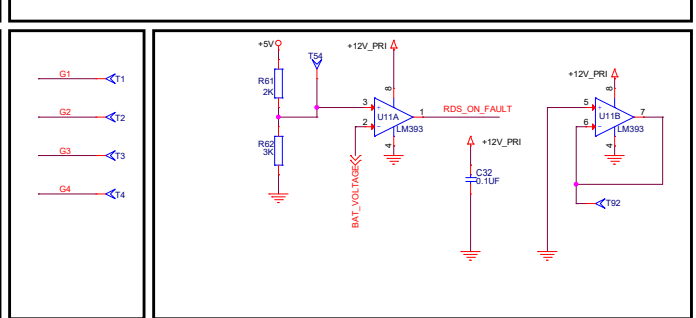 G1
T1
G2
T2
G3
T3
G4
T4
+5V
T54
+12V_PRI
R61
2K
8
3
+
U11A
1
RDS_ON_FAULT
2
-
LM393
4
R62
3K
BAT_VOLTAGE
+12V_PRI
C32
0.1UF
+12V_PRI
8
5
+
U11B
7
6
-
LM393
4
T92